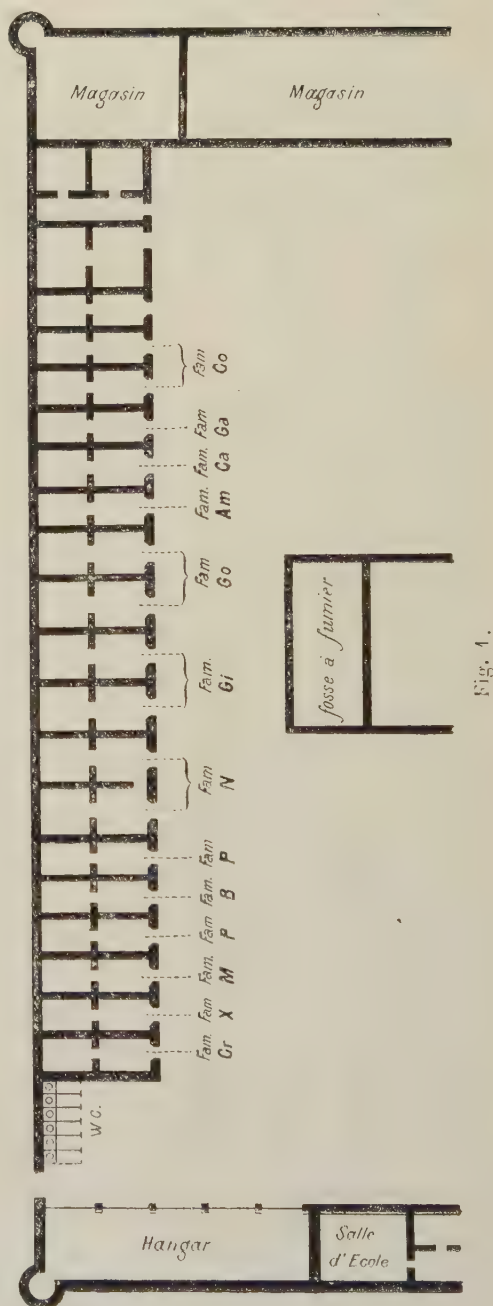 Magasin
Magasin
Fam
Co
Fam
Ga
Fam.
Ca
Fam.
Am
Fam
Go
Fam.
Gi
Fam
N
Fam
P
Fam.
B
Fam
P
Fam.
M
Fam
X
Fam.
Cr
W.C.
fosse à fumier
Hangar
Salle
d'Ecole
Fig. 1.